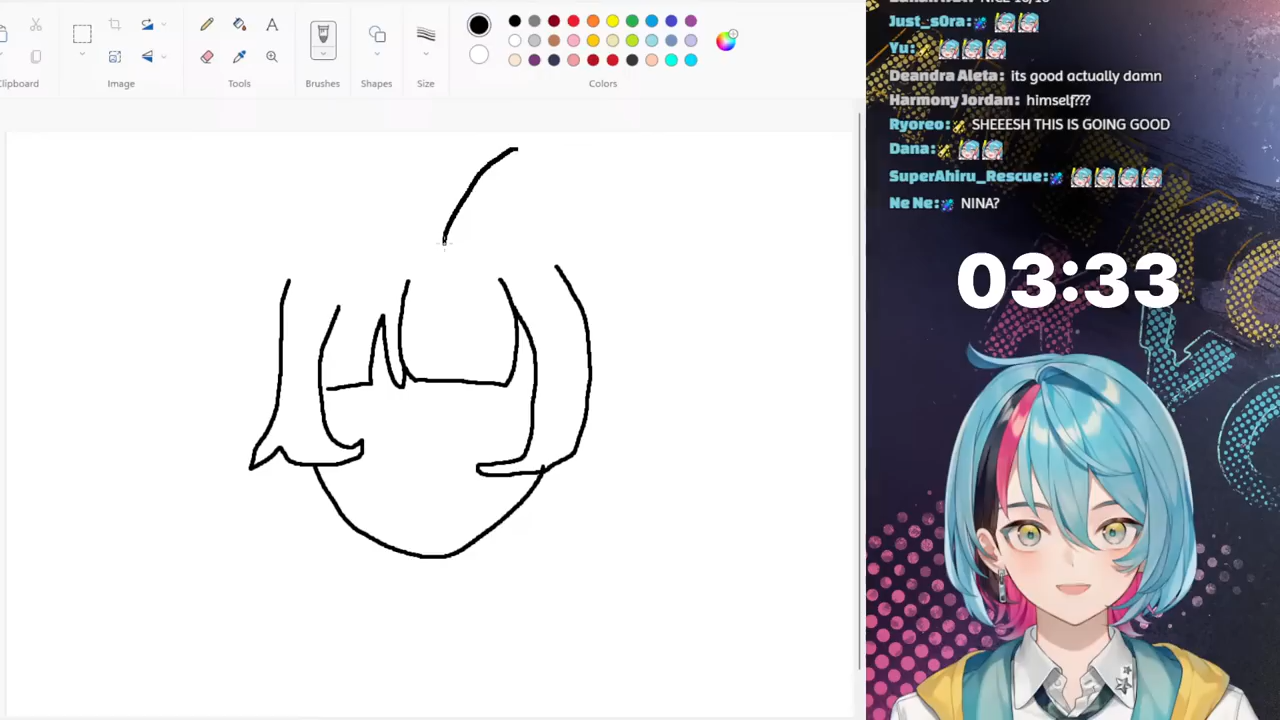 Clipboard
Image
Tools
Brushes
Shapes
Size
Colors
Just_s0ra:
Yu:
Deandra Aleta: its good actually damn
Harmony Jordan: himself???
Ryoreo: SHEEESH THIS IS GOING GOOD
Dana:
SuperAhiru_Rescue:
Ne Ne: NINA?
03:33